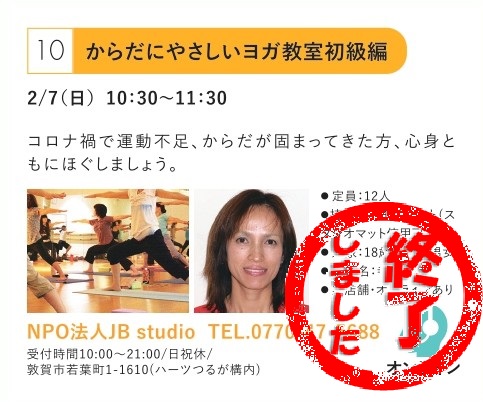 10 からだにやさしいヨガ教室初級編
2/7(日) 10:30〜11:30
コロナ禍で運動不足、からだが固まってきた方、心身と
もにほぐしましょう。
●定員:12人
終了
しました
NPO法人JB studio TEL.0770
受付時間10:00〜21:00/日祝休/
敦賀市若葉町1-1610(ハーツつるが構内)